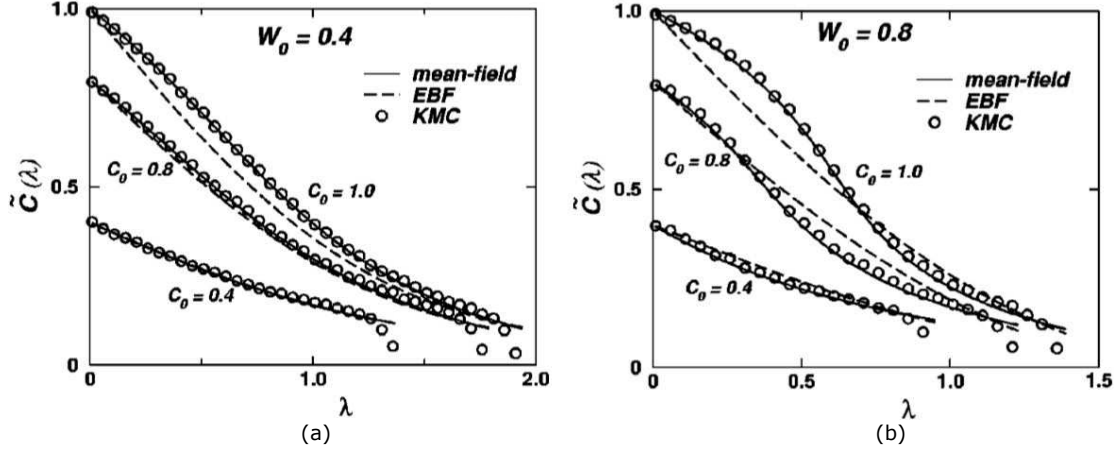 1.0
W₀ = 0.4
mean-field
EBF
KMC
C₀ = 0.8
C₀ = 1.0
0.5
C̃ (λ)
C₀ = 0.4
0
0 1.0 2.0
λ
(a)
1.0
W₀ = 0.8
mean-field
EBF
KMC
C₀ = 0.8
C₀ = 1.0
0.5
C̃ (λ)
C₀ = 0.4
0
0 0.5 1.0 1.5
λ
(b)